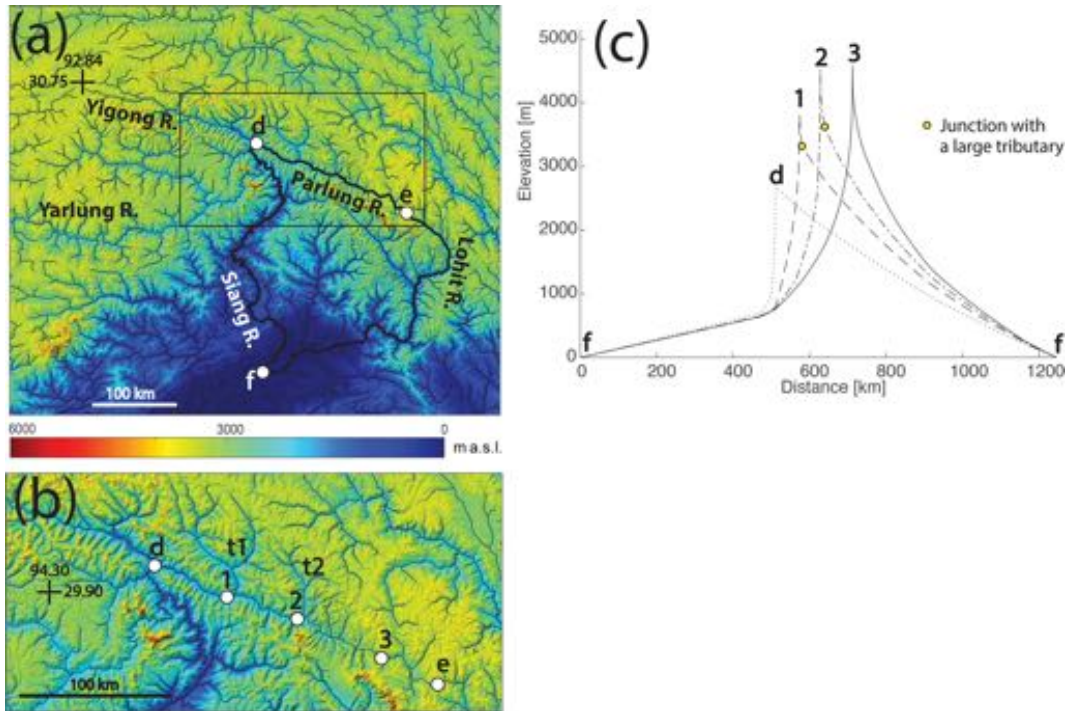 (a)
92.84
30.75
Yigong R.
d
Parlung R.
e
Yarlung R.
Lohit R.
Siang R.
f
100 km
6000 3000 0 m a.s.l.
(b)
d
t1
94.30
29.90
1
t2
2
3
e
100 km
(c)
5000
4000
3000
2000
1000
0
Elevation [m]
1
2
3
d
f
f
Junction with
a large tributary
0 200 400 600 800 1000 1200
Distance [km]